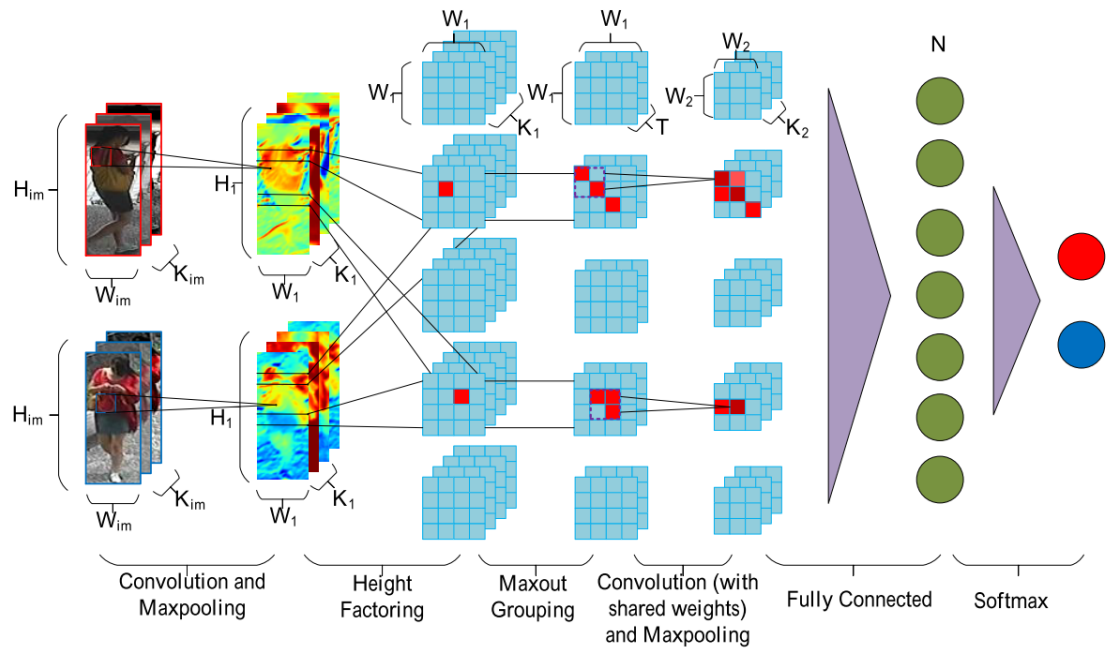 W₁
W₁
W₂
N
W₁
W₁
W₂
K₁
T
K₂
Hᵢₘ
H₁
Kᵢₘ
K₁
Wᵢₘ
W₁
Hᵢₘ
H₁
Kᵢₘ
K₁
Wᵢₘ
W₁
Convolution and
Maxpooling
Height
Factoring
Maxout
Grouping
Convolution (with
shared weights)
and Maxpooling
Fully Connected
Softmax